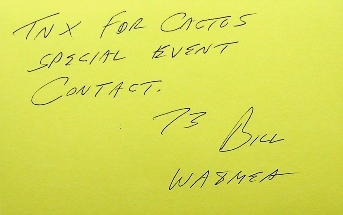 TNX FOR CACTOS
SPECIAL EVENT
CONTACT.
73
BILL
WA8MEA